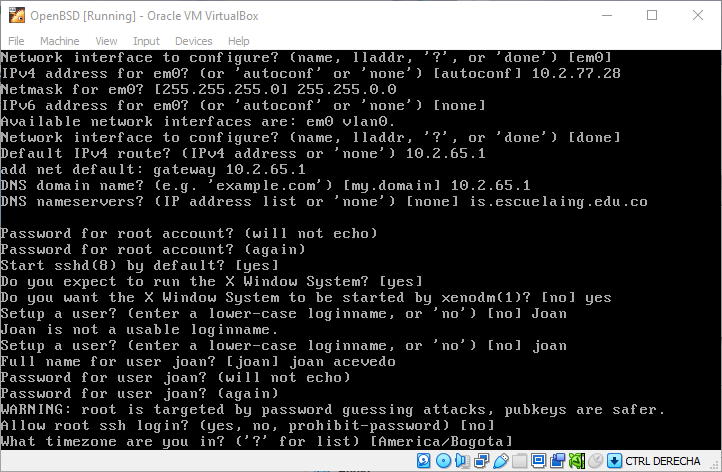 OpenBSD [Running] - Oracle VM VirtualBox
File Machine View Input Devices Help
Network interface to configure? (name, lladdr, '?', or 'done') [em0]
IPv4 address for em0? (or 'autoconf' or 'none') [autoconf] 10.2.77.28
Netmask for em0? [255.255.255.0] 255.255.0.0
IPv6 address for em0? (or 'autoconf' or 'none') [none]
Available network interfaces are: em0 vlan0.
Network interface to configure? (name, lladdr, '?', or 'done') [done]
Default IPv4 route? (IPv4 address or 'none') 10.2.65.1
add net default: gateway 10.2.65.1
DNS domain name? (e.g. 'example.com') [my.domain] 10.2.65.1
DNS nameservers? (IP address list or 'none') [none] is.escuelaing.edu.co
Password for root account? (will not echo)
Password for root account? (again)
Start sshd(8) by default? [yes]
Do you expect to run the X Window System? [yes]
Do you want the X Window System to be started by xenodm(1)? [no] yes
Setup a user? (enter a lower-case loginname, or 'no') [no] Joan
Joan is not a usable loginname.
Setup a user? (enter a lower-case loginname, or 'no') [no] joan
Full name for user joan? [joan] joan acevedo
Password for user joan? (will not echo)
Password for user joan? (again)
WARNING: root is targeted by password guessing attacks, pubkeys are safer.
Allow root ssh login? (yes, no, prohibit-password) [no]
What timezone are you in? ('?' for list) [America/Bogota]
CTRL DERECHA